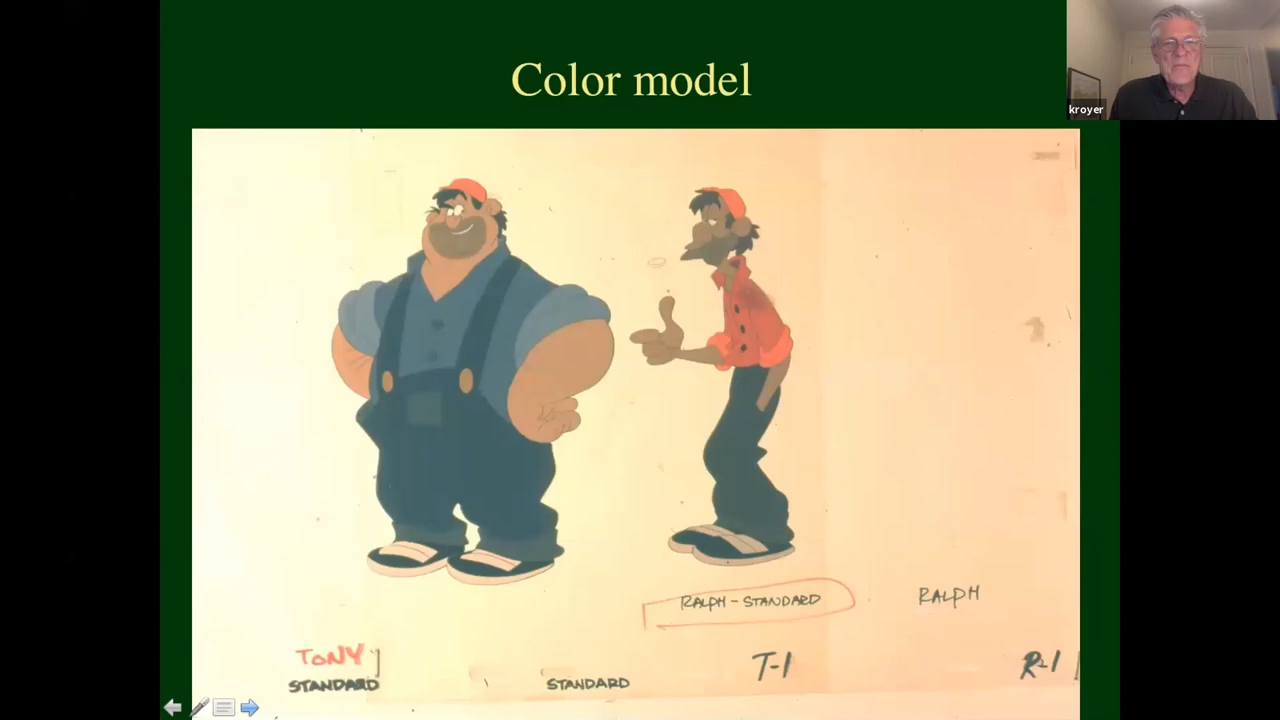 Color model
kroyer
RALPH - STANDARD
RALPH
TONY
STANDARD
STANDARD
T-1
R-1